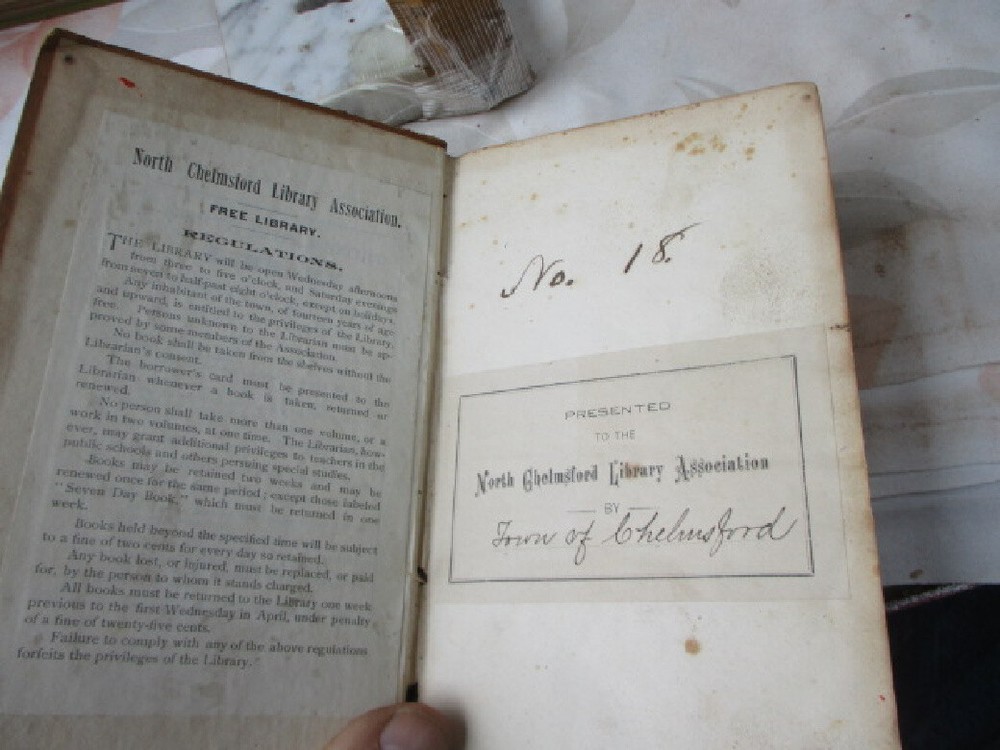 North Chelmsford Library Association.
FREE LIBRARY.
REGULATIONS.
THE LIBRARY will be open Wednesday afternoons
from three to five o'clock, and Saturday evenings
from seven to half-past eight o'clock, except on holidays.
Any inhabitant of the town, of fourteen years of age
and upward, is entitled to the privileges of the Library,
free.
Persons unknown to the Librarian must be ap-
proved by some members of the Association.
No book shall be taken from the shelves without the
Librarian's consent.
The borrower's card must be presented to the
Librarian whenever a book is taken, returned or
renewed.
No person shall take more than one volume, or a
work in two volumes, at one time. The Librarian, how-
ever, may grant additional privileges to teachers in the
public schools and others persuing special studies.
Books may be retained two weeks and may be
renewed once for the same period; except those labeled
"Seven Day Book," which must be returned in one
week.
Books held beyond the specified time will be subject
to a fine of two cents for every day so retained.
Any book lost, or injured, must be replaced, or paid
for, by the person to whom it stands charged.
All books must be returned to the Library one week
previous to the first Wednesday in April, under penalty
of a fine of twenty-five cents.
Failure to comply with any of the above regulations
forfeits the privileges of the Library.
No. 18.
PRESENTED
TO THE
North Chelmsford Library Association
BY
Town of Chelmsford